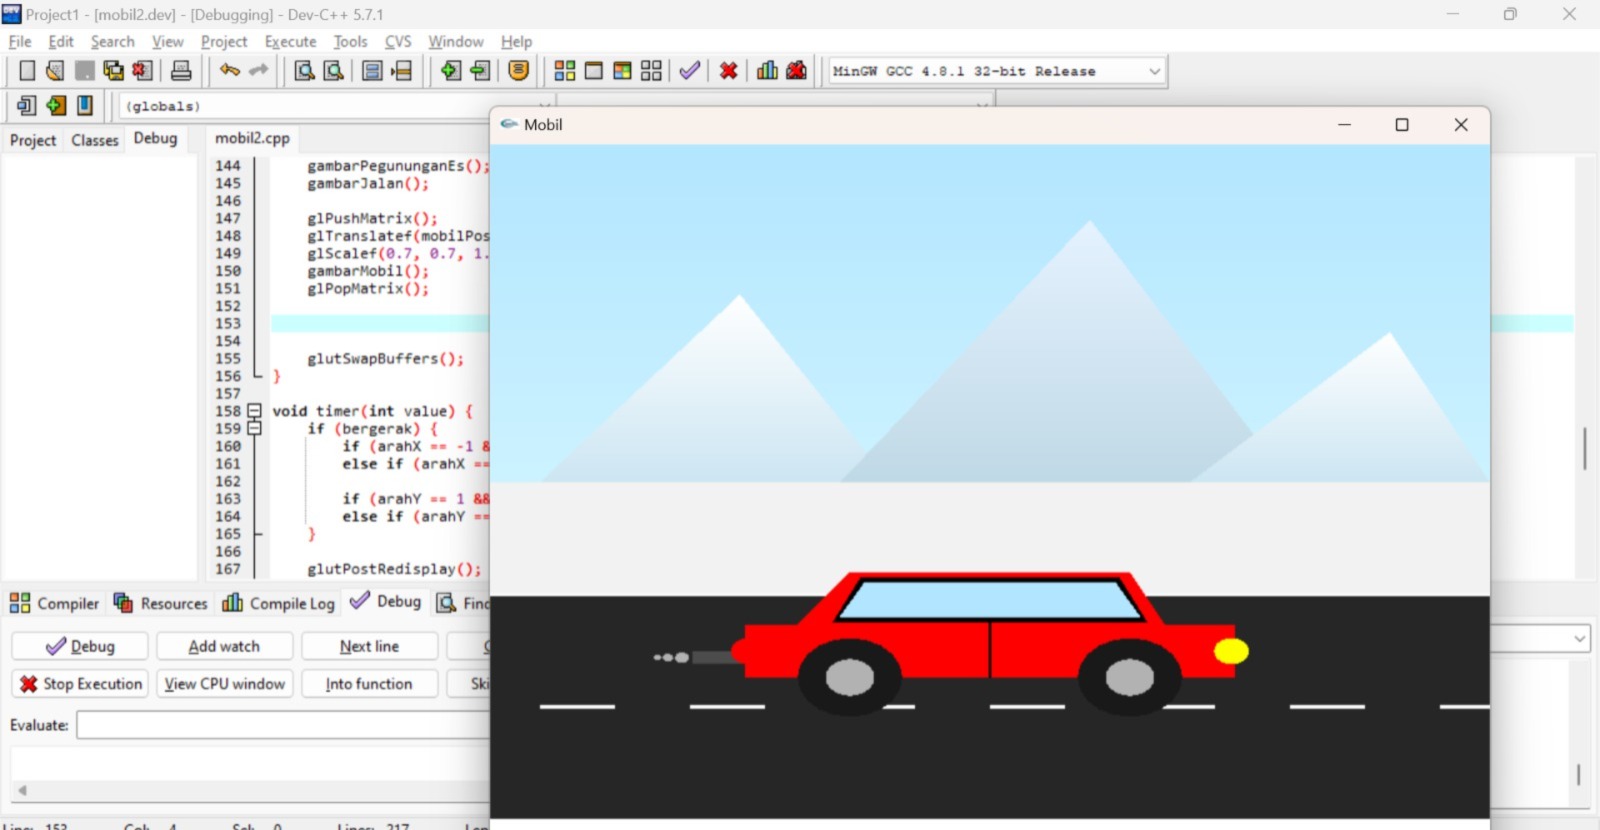 Project1 - [mobil2.dev] - [Debugging] - Dev-C++ 5.7.1
File Edit Search View Project Execute Tools CVS Window Help
MinGW GCC 4.8.1 32-bit Release
(globals)
Mobil
Project Classes Debug mobil2.cpp
144 gambarPegununganEs();
145 gambarJalan();
146
147 glPushMatrix();
148 glTranslatef(mobilPos
149 glScalef(0.7, 0.7, 1.
150 gambarMobil();
151 glPopMatrix();
152
153
154
155 glutSwapBuffers();
156 }
157
158 void timer(int value) {
159 if (bergerak) {
160 if (arahX == -1 &
161 else if (arahX ==
162
163 if (arahY == 1 &&
164 else if (arahY ==
165 }
166
167 glutPostRedisplay();
Compiler Resources Compile Log Debug Find
Debug Add watch Next line
Stop Execution View CPU window Into function Ski
Evaluate:
Line: 153 Col: 4 Sel: 0 Lines: 217